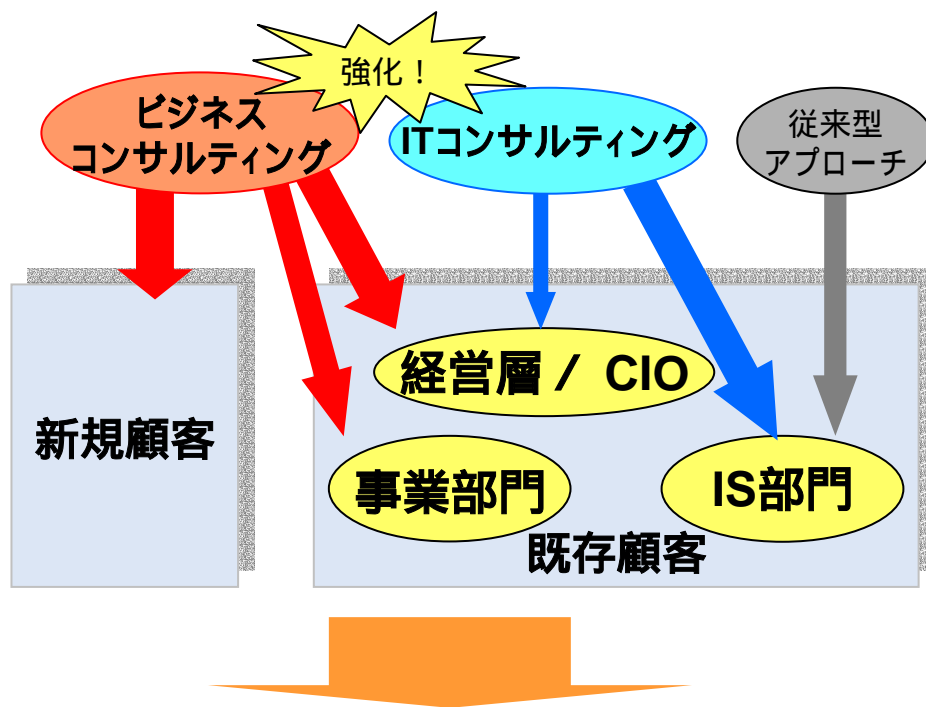 強化！
ビジネス
コンサルティング
ITコンサルティング
従来型
アプローチ
経営層／ CIO
新規顧客
事業部門
IS部門
既存顧客